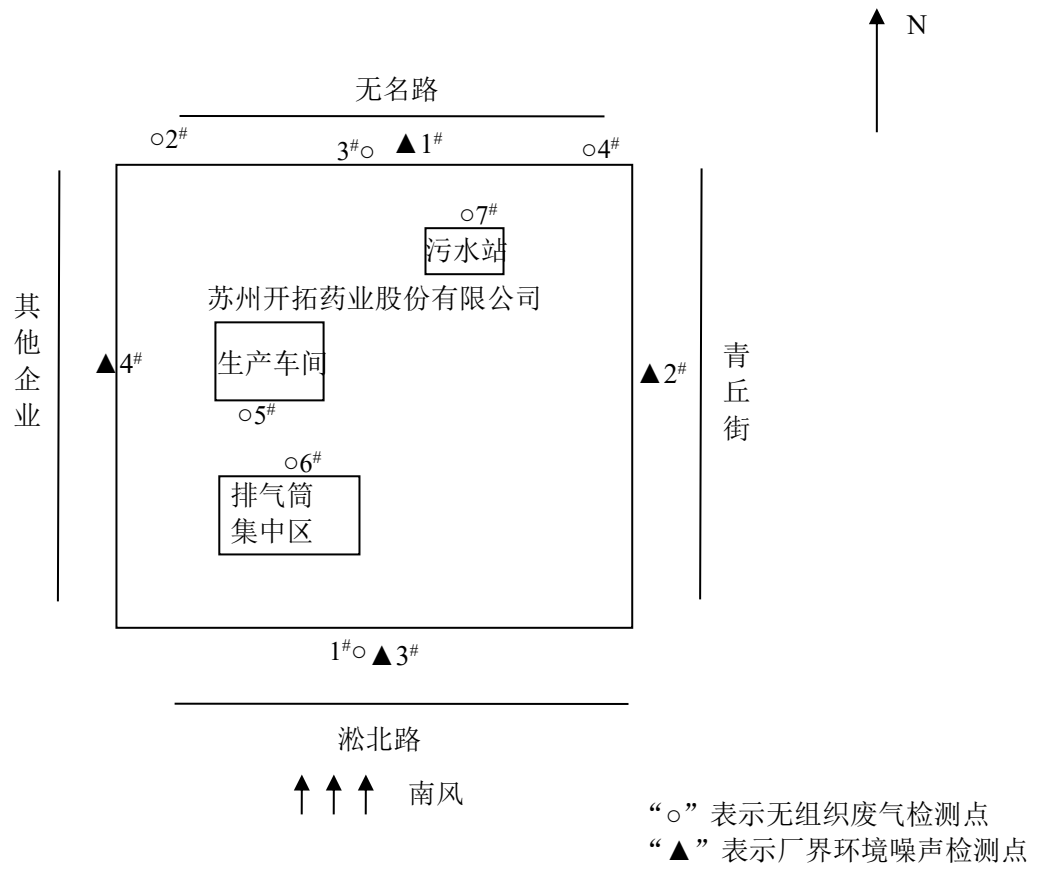 N
无名路
○2#
3#○ ▲1#
○4#
○7#
污水站
苏州开拓药业股份有限公司
其他企业
生产车间
▲4#
▲2#
青丘街
○5#
○6#
排气筒
集中区
1#○ ▲3#
淞北路
南风
“○”表示无组织废气检测点
“▲”表示厂界环境噪声检测点